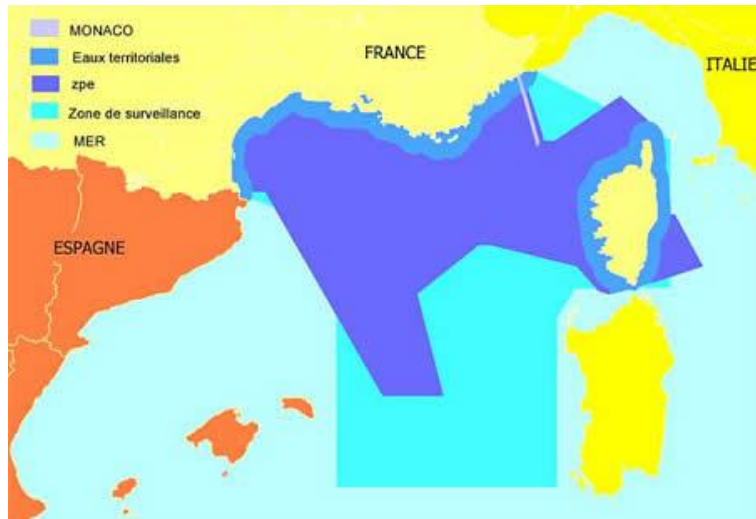 MONACO
Eaux territoriales
zpe
Zone de surveillance
MER
FRANCE
ITALIE
ESPAGNE